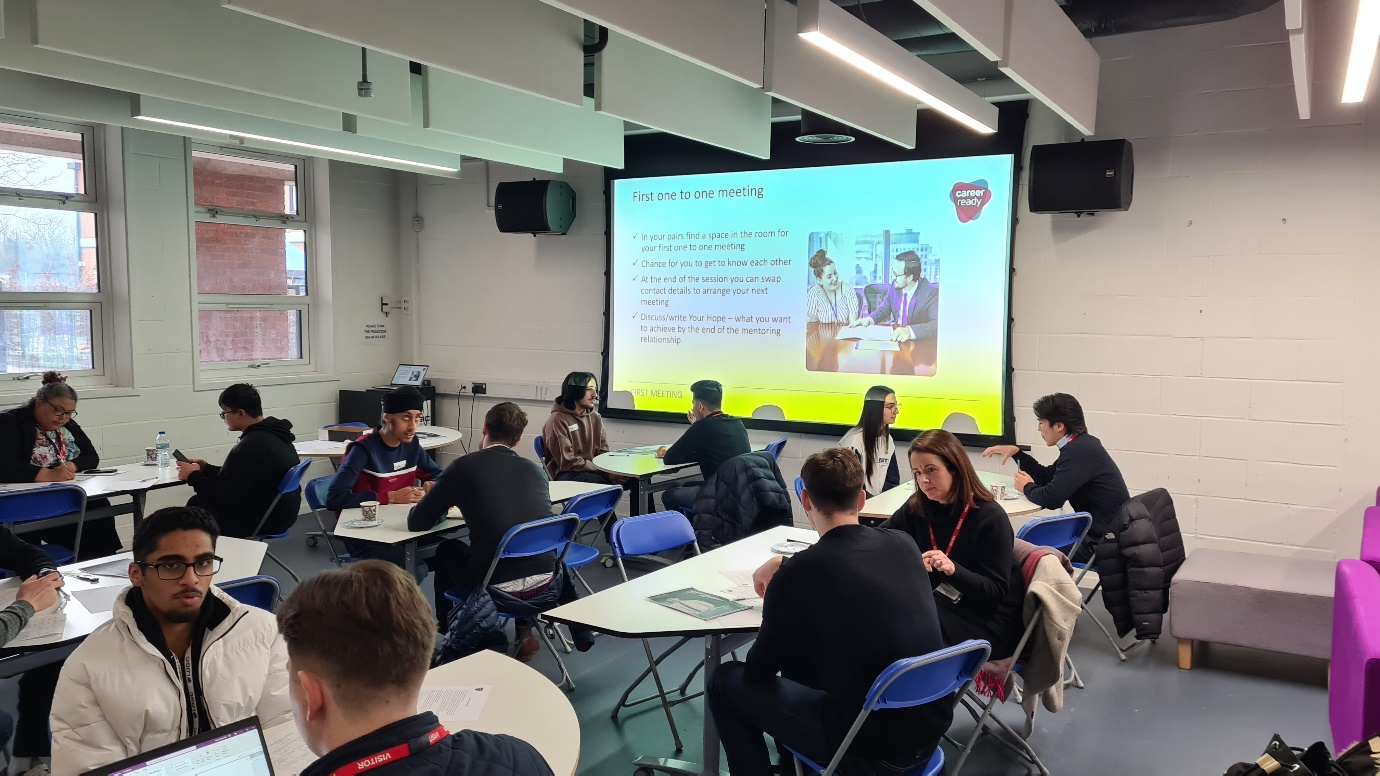 First one to one meeting
career
ready
✓ In your pairs find a space in the room for
your first one to one meeting
✓ Chance for you to get to know each other
✓ At the end of the session you can swap
contact details to arrange your next
meeting
✓ Discuss/write Your Hope – what you want
to achieve by the end of the mentoring
relationship
FIRST MEETING
VISITOR